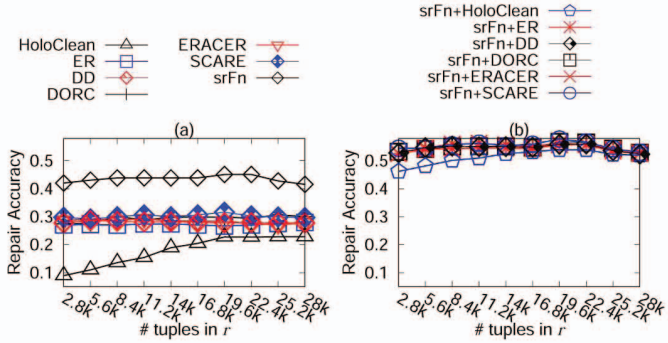 HoloClean
ER
DD
DORC
ERACER
SCARE
srFn
srFn+HoloClean
srFn+ER
srFn+DD
srFn+DORC
srFn+ERACER
srFn+SCARE
(a)
Repair Accuracy
0.5
0.4
0.3
0.2
0.1
2.8k 5.6k 8.4k 11.2k 14k 16.8k 19.6k 22.4k 25.2k 28k
# tuples in r
(b)
Repair Accuracy
0.5
0.4
0.3
0.2
0.1
2.8k 5.6k 8.4k 11.2k 14k 16.8k 19.6k 22.4k 25.2k 28k
# tuples in r